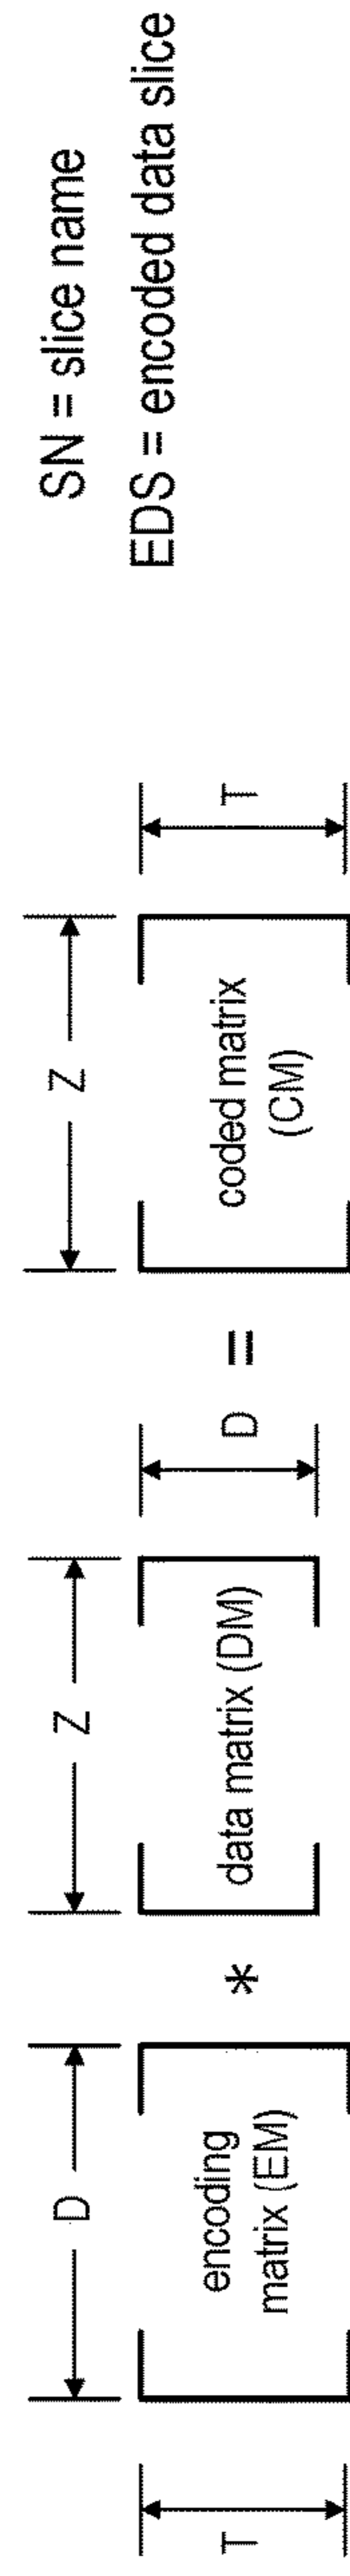 T
D
encoding
matrix (EM)
*
Z
data matrix (DM)
D
=
Z
coded matrix
(CM)
T
SN = slice name
EDS = encoded data slice